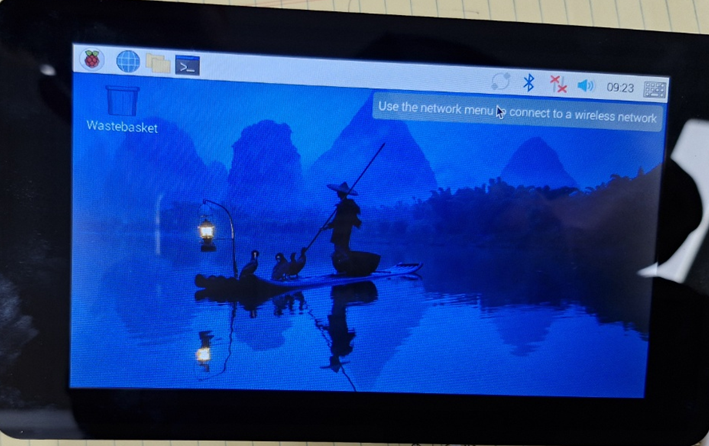 >_
09:23
Use the network menu to connect to a wireless network
Wastebasket